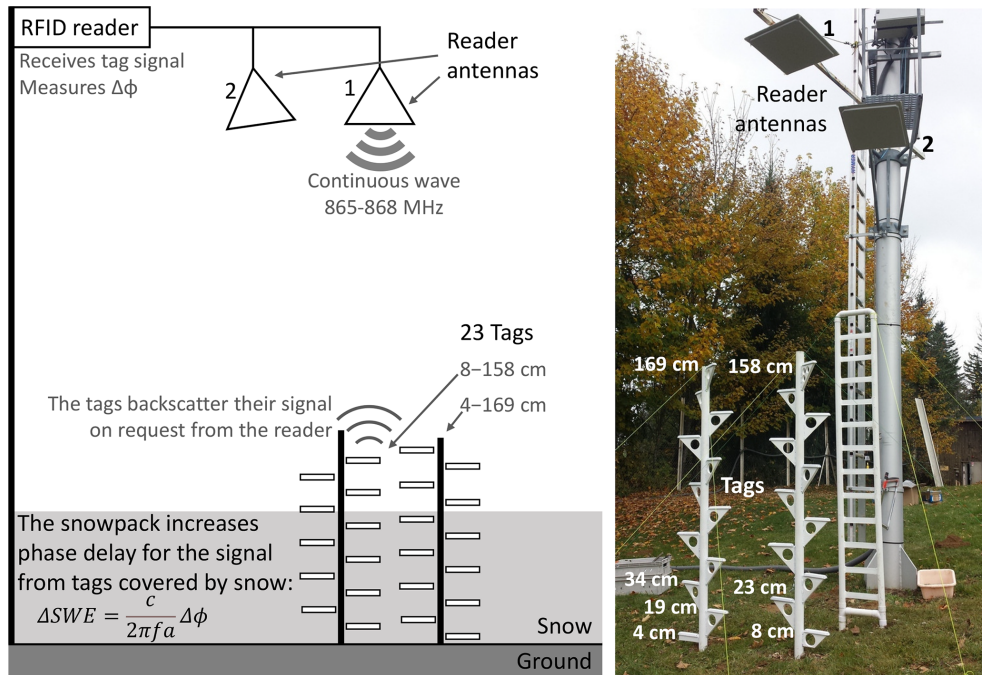 RFID reader
Receives tag signal
Measures Δϕ
Reader
antennas
2
1
Continuous wave
865-868 MHz
23 Tags
8–158 cm
4–169 cm
The tags backscatter their signal
on request from the reader
The snowpack increases
phase delay for the signal
from tags covered by snow:
ΔSWE = c/2πfa Δϕ
Snow
Ground
1
Reader
antennas
2
169 cm
158 cm
Tags
34 cm
23 cm
19 cm
4 cm
8 cm